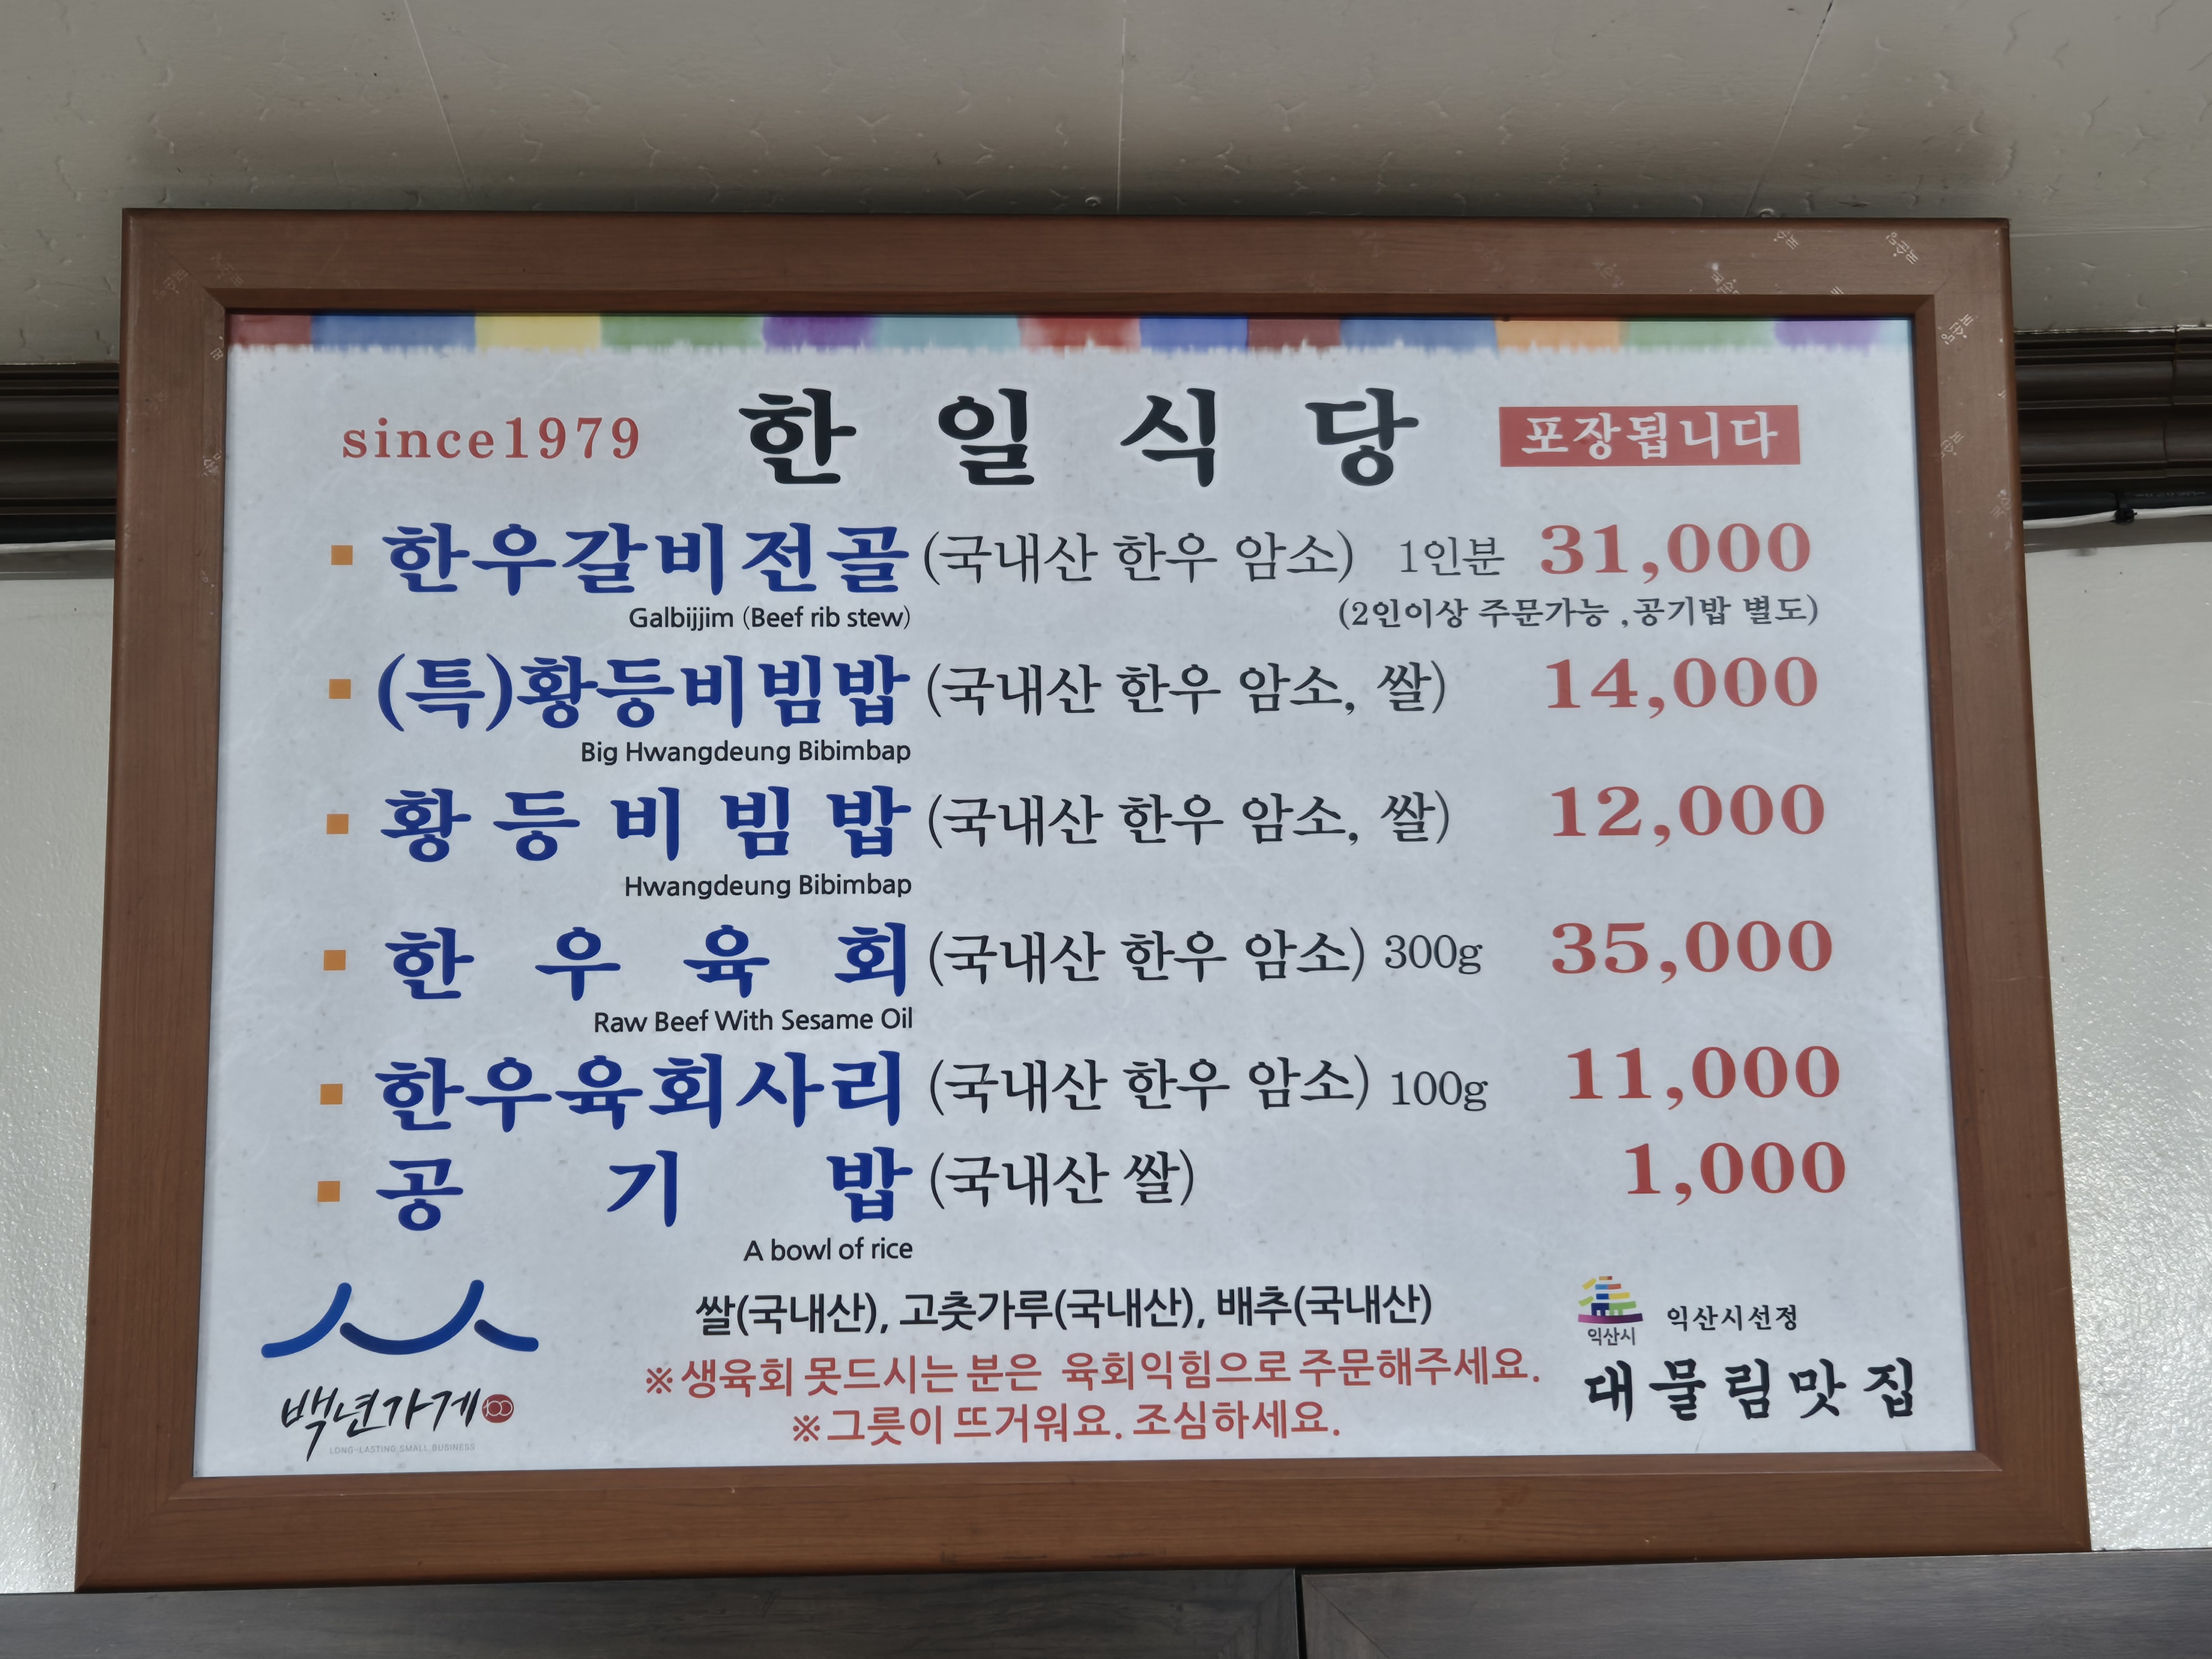 since1979 한일식당 포장됩니다
한우갈비전골 (국내산 한우 암소) 1인분 31,000
Galbijjim (Beef rib stew) (2인이상 주문가능 ,공기밥 별도)
(특)황등비빔밥 (국내산 한우 암소, 쌀) 14,000
Big Hwangdeung Bibimbap
황등비빔밥 (국내산 한우 암소, 쌀) 12,000
Hwangdeung Bibimbap
한우육회 (국내산 한우 암소) 300g 35,000
Raw Beef With Sesame Oil
한우육회사리 (국내산 한우 암소) 100g 11,000
공기밥 (국내산 쌀) 1,000
A bowl of rice
쌀(국내산), 고춧가루(국내산), 배추(국내산)
※생육회 못드시는 분은 육회익힘으로 주문해주세요.
※그릇이 뜨거워요. 조심하세요.
백년가게 100
LONG-LASTING SMALL BUSINESS
익산시 익산시선정
대물림맛집